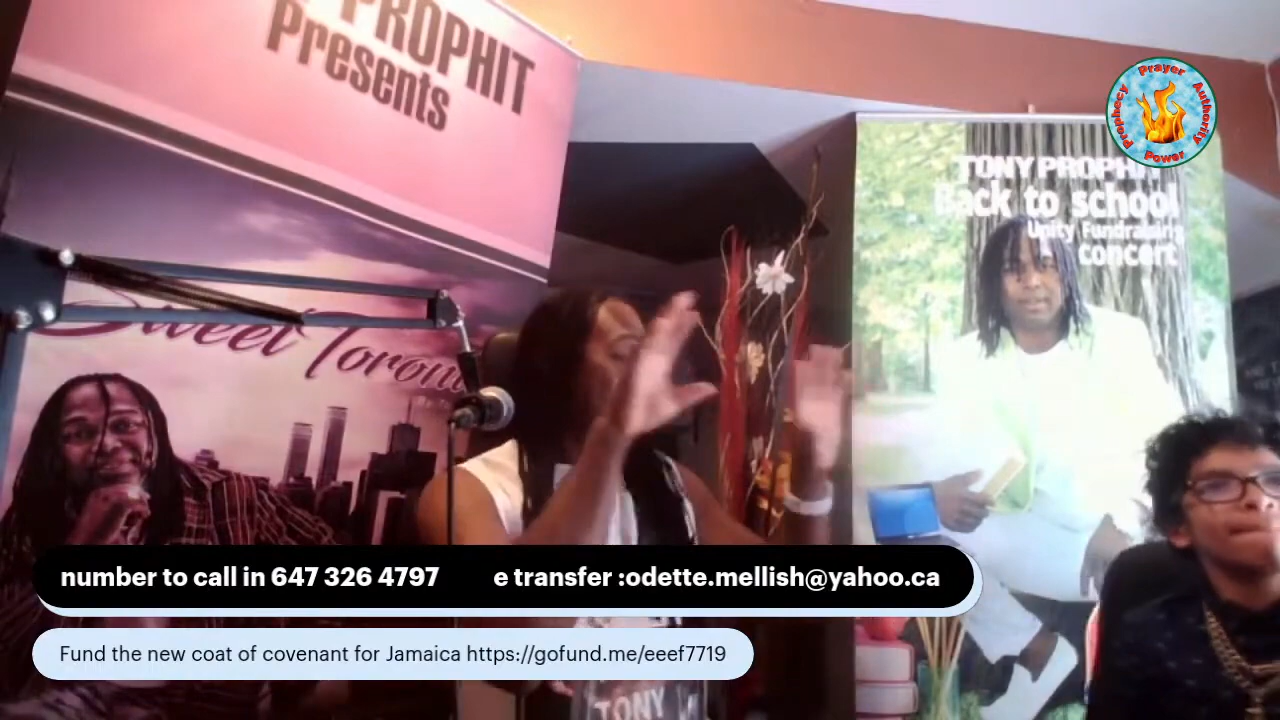 PROPHIT
Presents
Prophecy Prayer Authority Power
TONY PROPHIT
Back to school
Unity Fundraising
concert
Sweet Toronto
number to call in 647 326 4797 e transfer :odette.mellish@yahoo.ca
Fund the new coat of covenant for Jamaica https://gofund.me/eeef7719
TONY